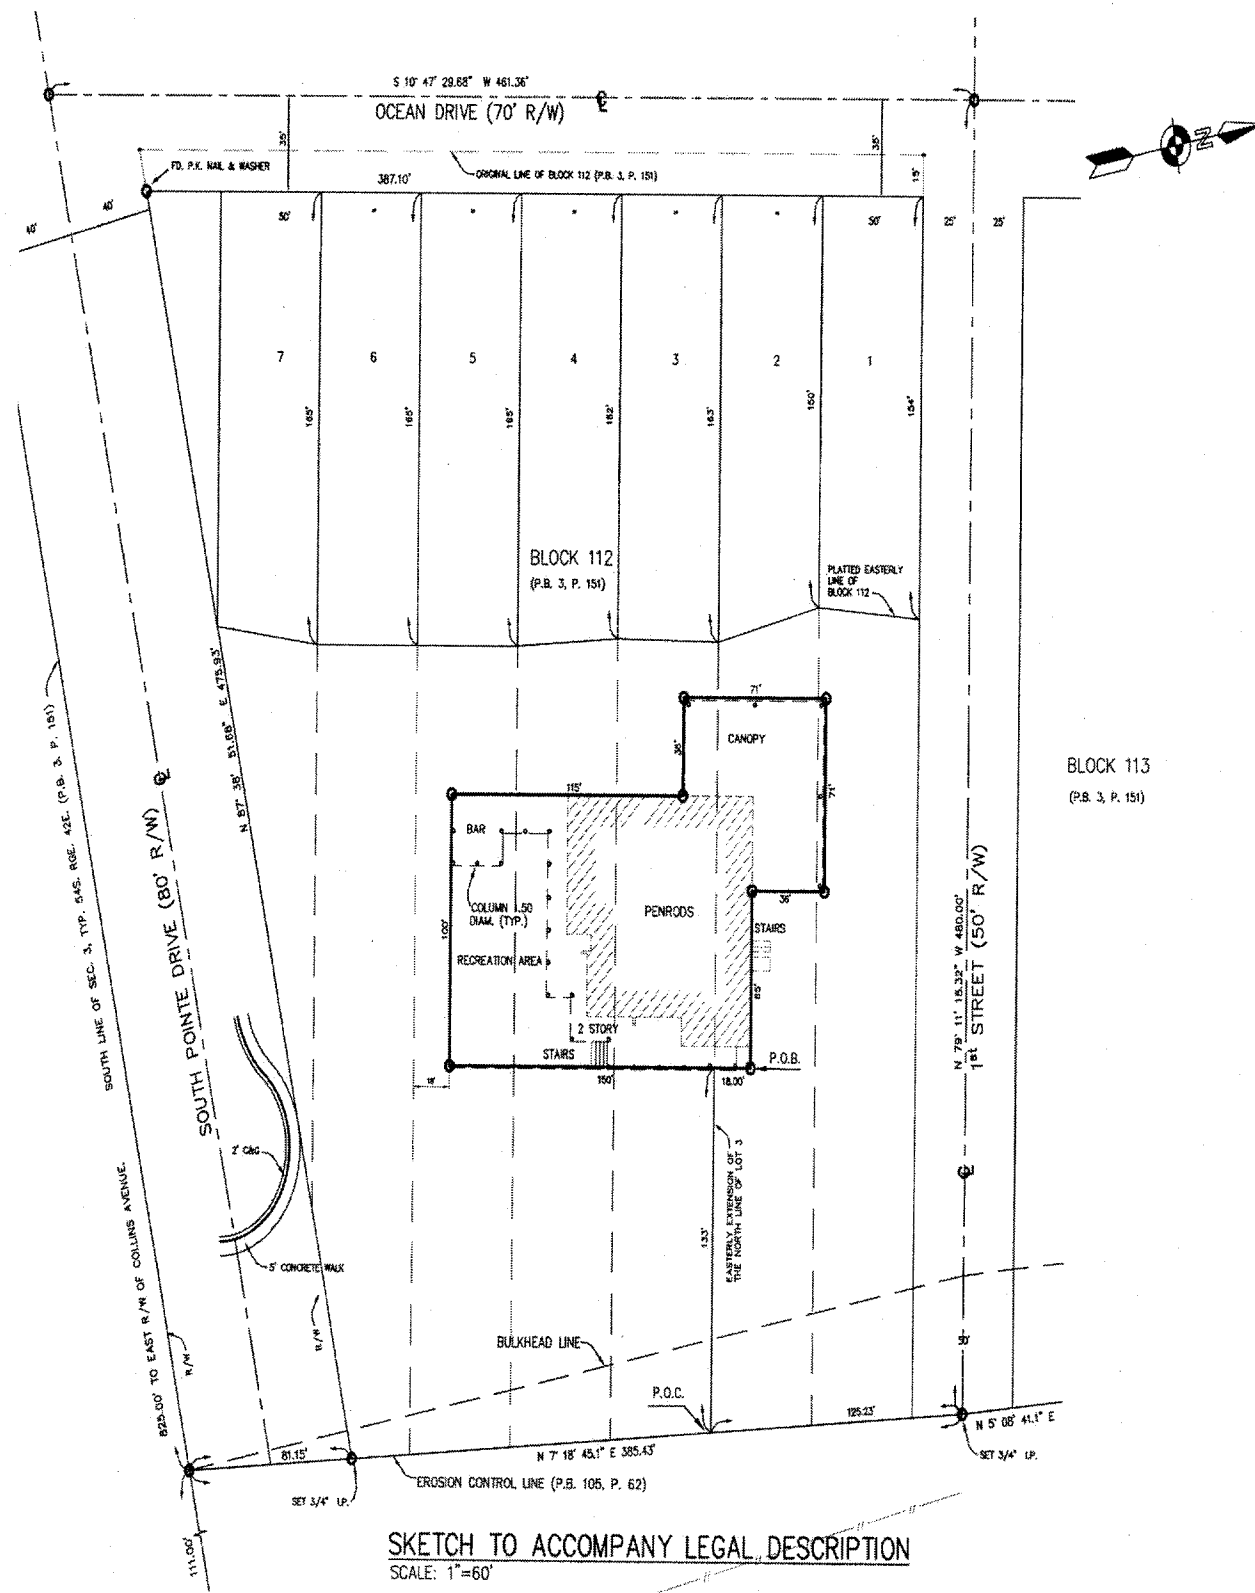 S 10° 47' 29.68" W 461.36'
OCEAN DRIVE (70' R/W)
35'
35'
FD. P.K. NAIL & WASHER
387.10'
ORIGINAL LINE OF BLOCK 112 (P.B. 3, P. 151)
15'
Z
40'
40'
50'
"
"
"
"
50'
25'
25'
7
6
5
4
3
2
1
165'
165'
165'
162'
163'
150'
154'
BLOCK 112
(P.B. 3, P. 151)
PLATTED EASTERLY
LINE OF
BLOCK 112
N 87° 38' 51.68" E 475.93'
SOUTH LINE OF SEC. 3, TYP. 54S. RGE. 42E. (P.B. 3. P. 151)
SOUTH POINTE DRIVE (80' R/W)
71'
CANOPY
36'
71'
115'
BLOCK 113
(P.B. 3, P. 151)
BAR
COLUMN 1.50
DIAM. (TYP.)
PENRODS
36'
STAIRS
100'
RECREATION AREA
65'
2 STORY
STAIRS
P.O.B.
18'
150'
18.00'
N 79° 11' 15.32" W 480.00'
1st STREET (50' R/W)
2' C&G
5' CONCRETE WALK
EASTERLY EXTENSION OF
THE NORTH LINE OF LOT 3
133'
825.00' TO EAST R/W OF COLLINS AVENUE.
R/W
R/W
BULKHEAD LINE
50'
P.O.C.
125.23'
N 5° 08' 41.1" E
81.15'
N 7° 18' 45.1" E 385.43'
SET 3/4" I.P.
EROSION CONTROL LINE (P.B. 105, P. 62)
SET 3/4" I.P.
111.00'
SKETCH TO ACCOMPANY LEGAL DESCRIPTION
SCALE: 1"=60'